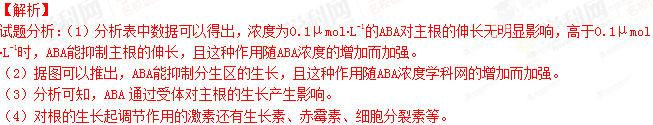 【解析】
试题分析：（1）分析表中数据可以得出，浓度为0.1μmol·L⁻¹的ABA对主根的伸长无明显影响，高于0.1μmol
·L⁻¹时，ABA能抑制主根的伸长，且这种作用随ABA浓度的增加而加强。
（2）据图可以推出，ABA能抑制分生区的生长，且这种作用随ABA浓度学科网的增加而加强。
（3）分析可知，ABA 通过受体对主根的生长产生影响。
（4）对根的生长起调节作用的激素还有生长素、赤霉素、细胞分裂素等。